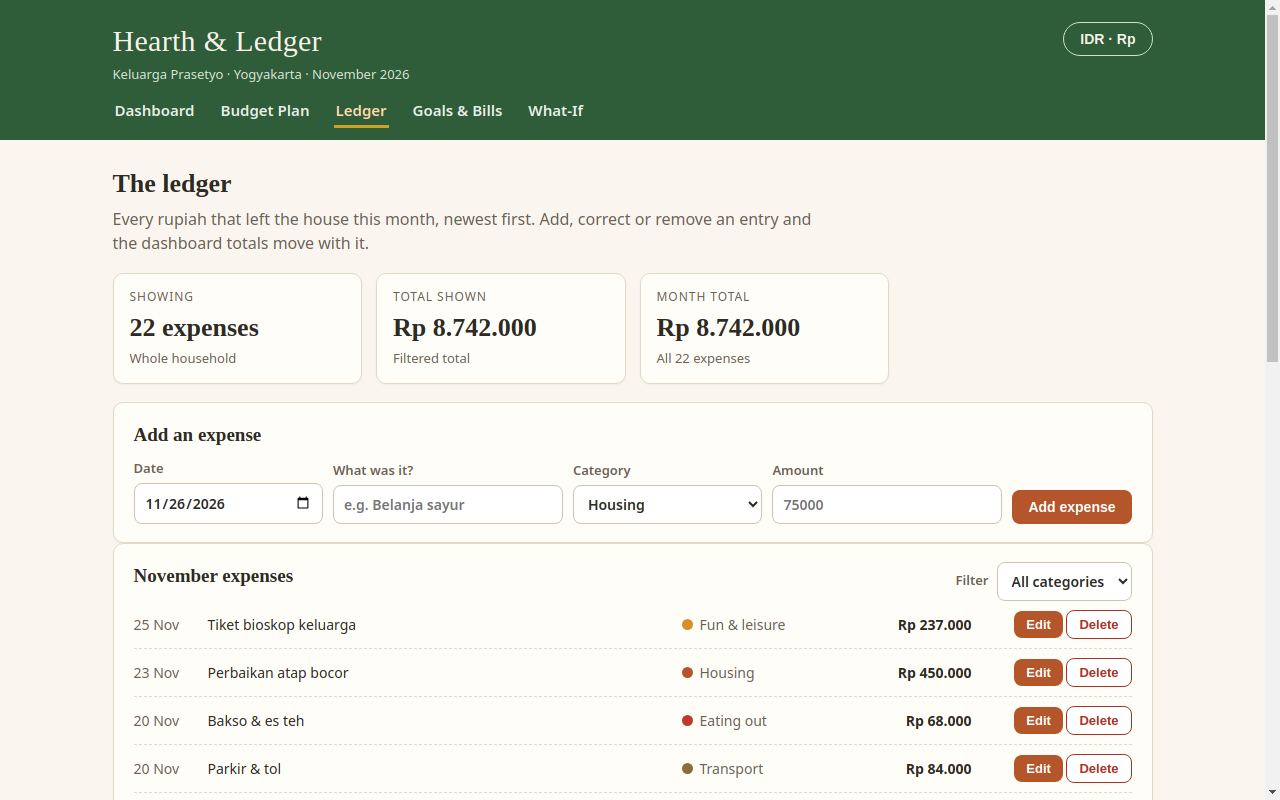 Hearth & Ledger
IDR · Rp
Keluarga Prasetyo · Yogyakarta · November 2026
Dashboard Budget Plan Ledger Goals & Bills What-If
The ledger
Every rupiah that left the house this month, newest first. Add, correct or remove an entry and
the dashboard totals move with it.
SHOWING
22 expenses
Whole household
TOTAL SHOWN
Rp 8.742.000
Filtered total
MONTH TOTAL
Rp 8.742.000
All 22 expenses
Add an expense
Date What was it? Category Amount
11/26/2026 e.g. Belanja sayur Housing 75000 Add expense
November expenses Filter All categories
25 Nov Tiket bioskop keluarga Fun & leisure Rp 237.000 Edit Delete
23 Nov Perbaikan atap bocor Housing Rp 450.000 Edit Delete
20 Nov Bakso & es teh Eating out Rp 68.000 Edit Delete
20 Nov Parkir & tol Transport Rp 84.000 Edit Delete